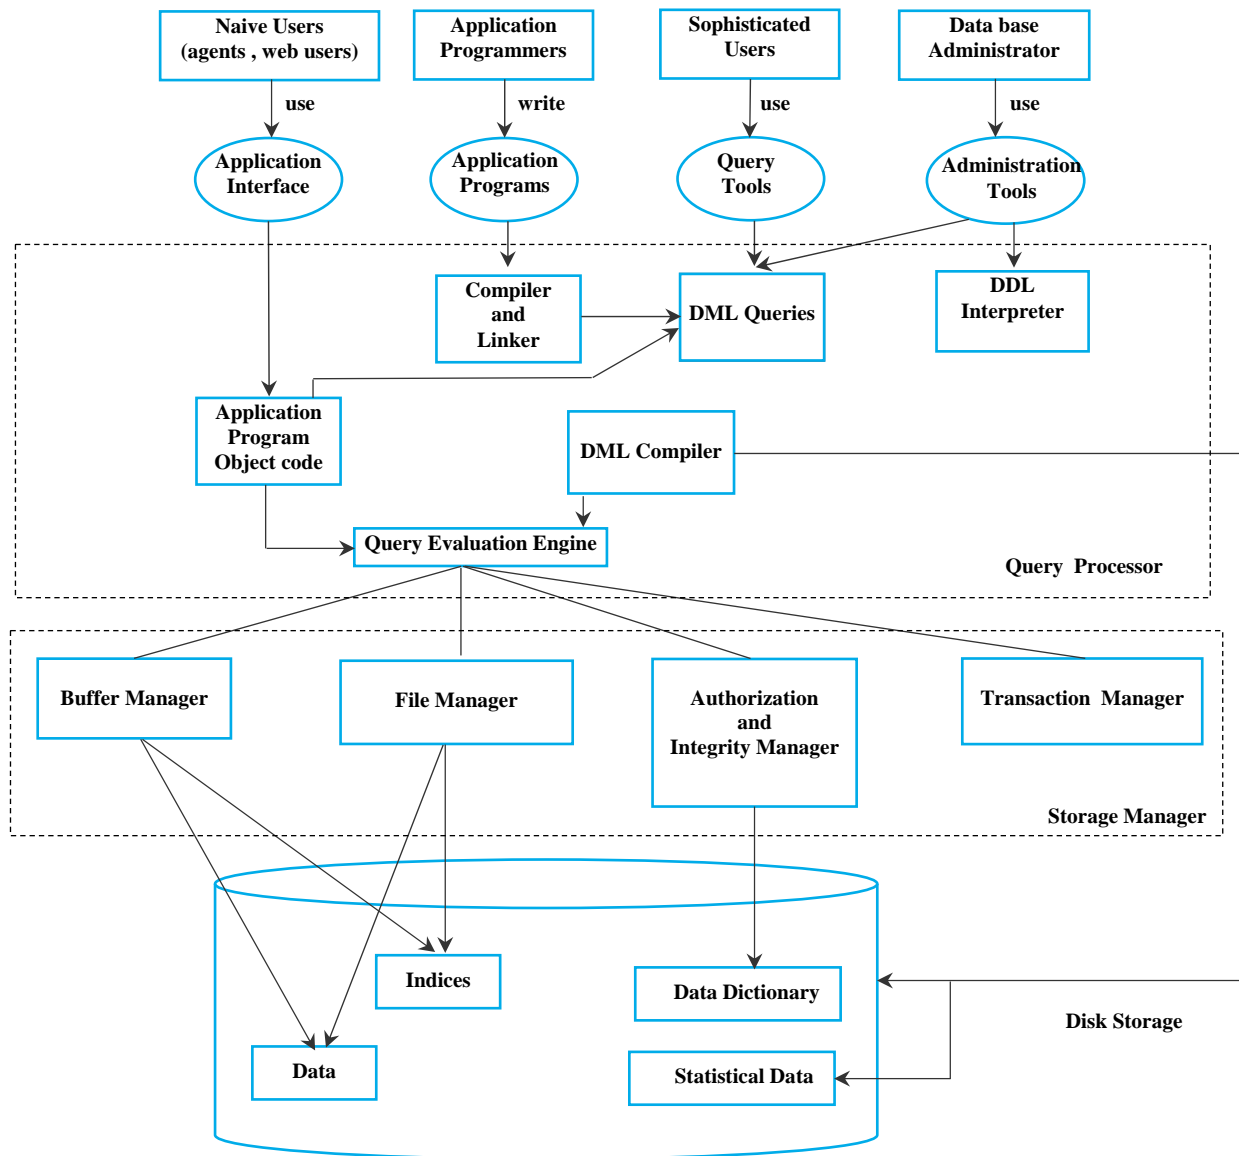 Naive Users
(agents , web users)
Application
Programmers
Sophisticated
Users
Data base
Administrator
use
write
use
use
Application
Interface
Application
Programs
Query
Tools
Administration
Tools
Compiler
and
Linker
DML Queries
DDL
Interpreter
Application
Program
Object code
DML Compiler
Query Evaluation Engine
Query Processor
Buffer Manager
File Manager
Authorization
and
Integrity Manager
Transaction Manager
Storage Manager
Indices
Data Dictionary
Disk Storage
Data
Statistical Data